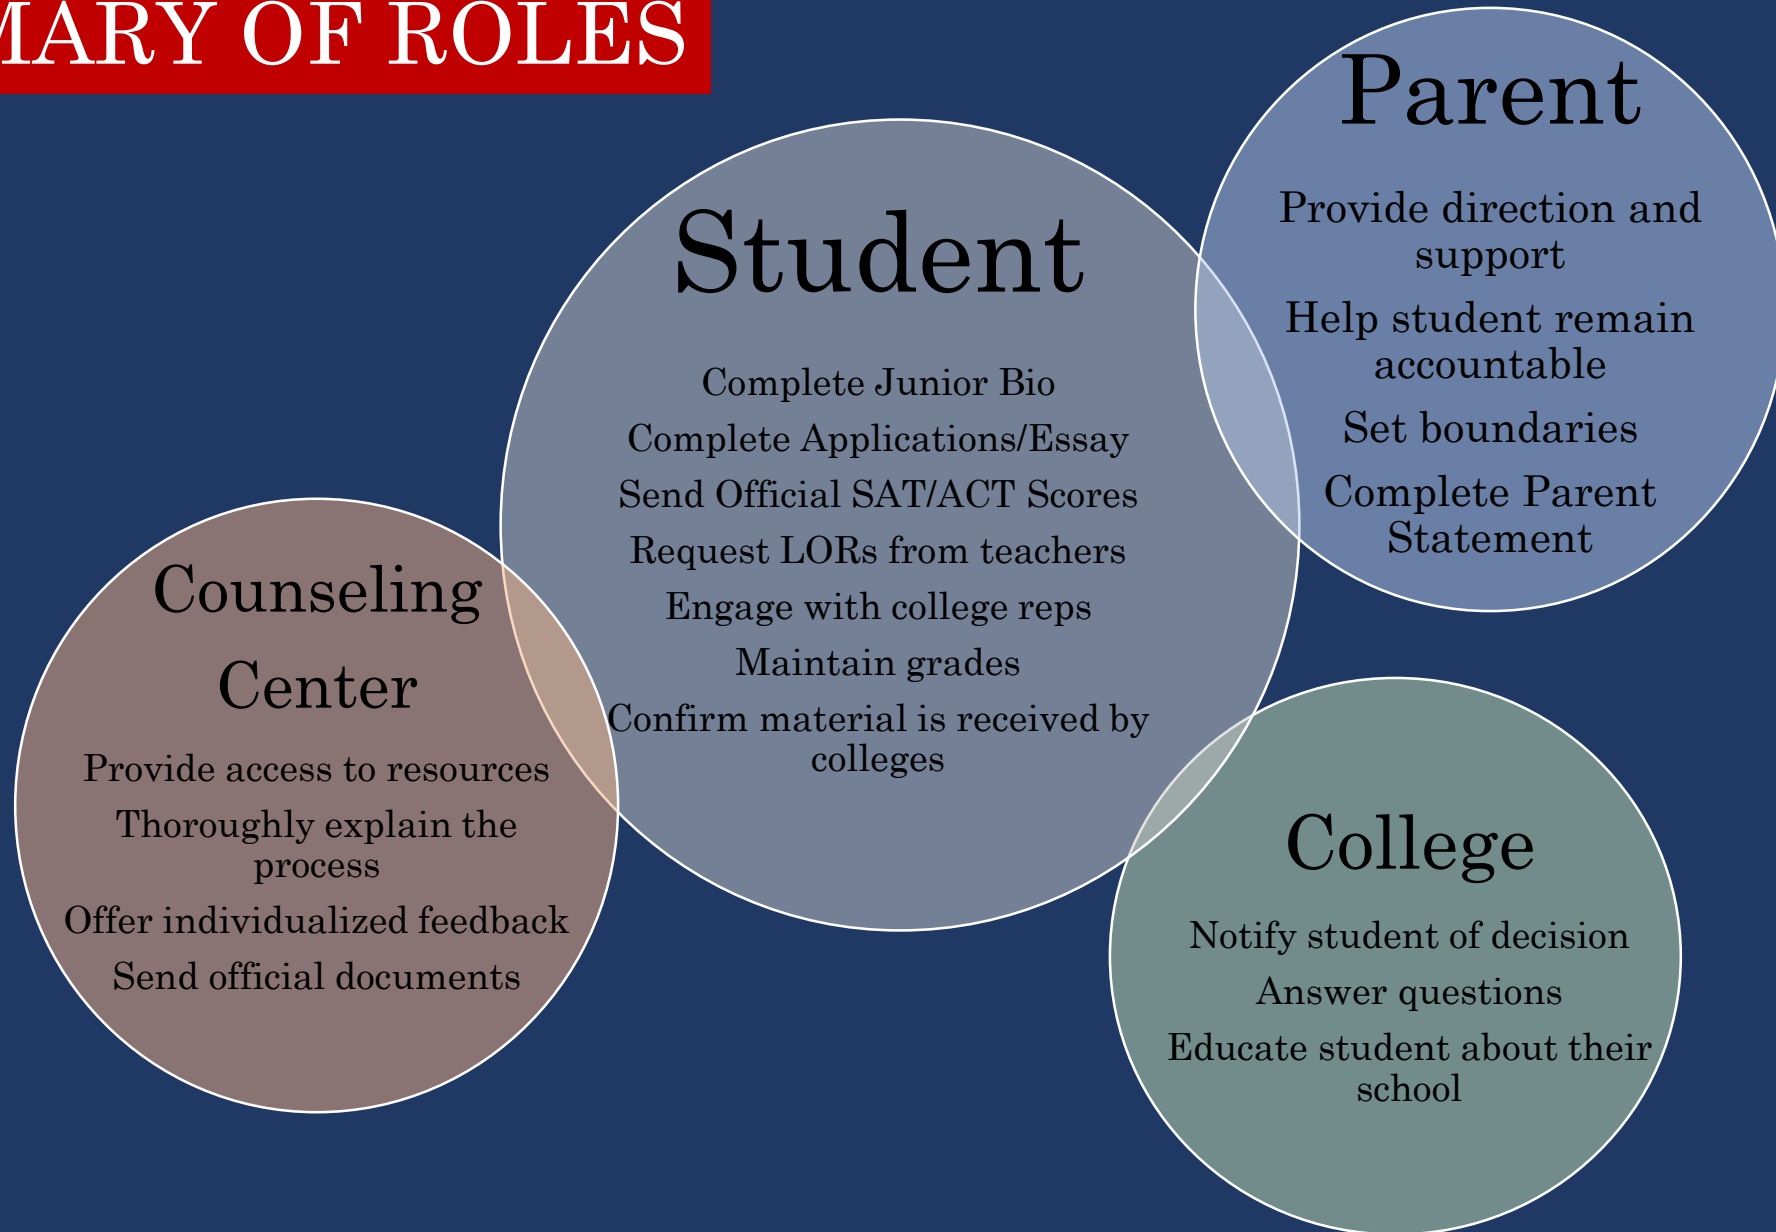 MARY OF ROLES
Student
Complete Junior Bio
Complete Applications/Essay
Send Official SAT/ACT Scores
Request LORs from teachers
Engage with college reps
Maintain grades
Confirm material is received by
colleges
Parent
Provide direction and
support
Help student remain
accountable
Set boundaries
Complete Parent
Statement
Counseling
Center
Provide access to resources
Thoroughly explain the
process
Offer individualized feedback
Send official documents
College
Notify student of decision
Answer questions
Educate student about their
school